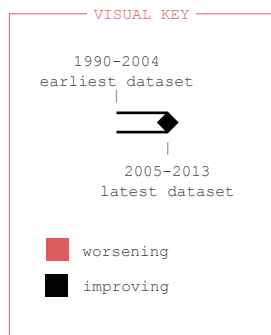 VISUAL KEY
1990–2004
earliest dataset
2005–2013
latest dataset
worsening
improving